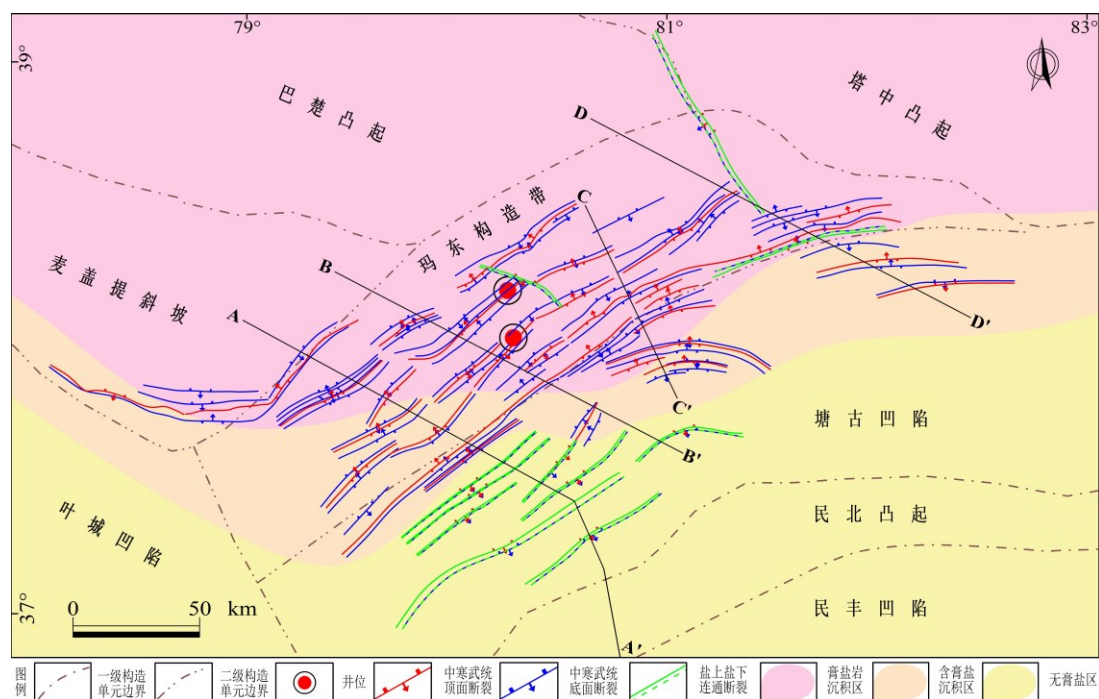 79°
81°
83°
39°
巴楚凸起
塔中凸起
D
C
玛东构造带
B
麦盖提斜坡
A
D'
C'
塘古凹陷
B'
叶城凹陷
民北凸起
37°
0 50 km
民丰凹陷
A'
图例
一级构造单元边界
二级构造单元边界
井位
中寒武统顶面断裂
中寒武统底面断裂
盐上盐下连通断裂
膏盐岩沉积区
含膏盐沉积区
无膏盐区